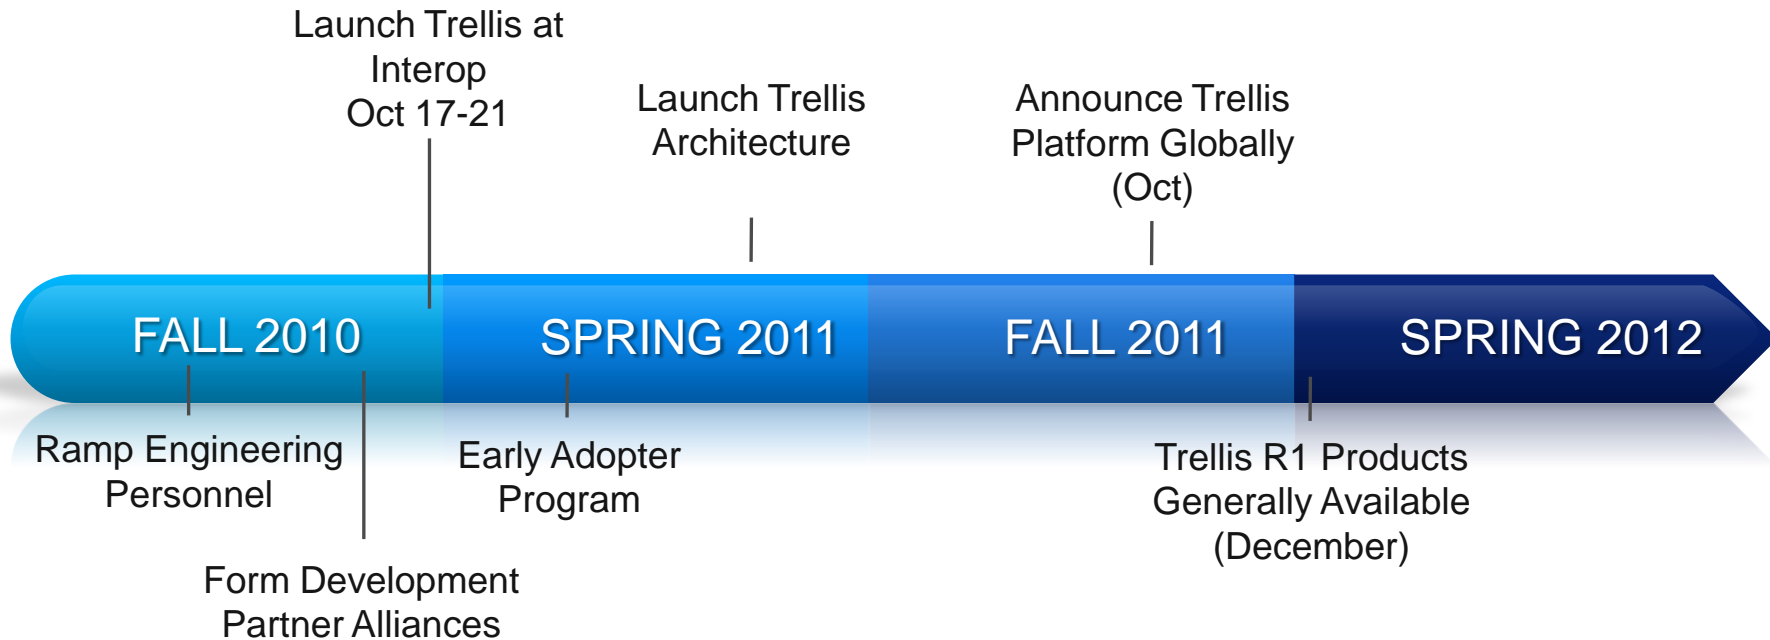 Launch Trellis at
Interop
Oct 17-21
Launch Trellis
Architecture
Announce Trellis
Platform Globally
(Oct)
FALL 2010
SPRING 2011
FALL 2011
SPRING 2012
Ramp Engineering
Personnel
Form Development
Partner Alliances
Early Adopter
Program
Trellis R1 Products
Generally Available
(December)